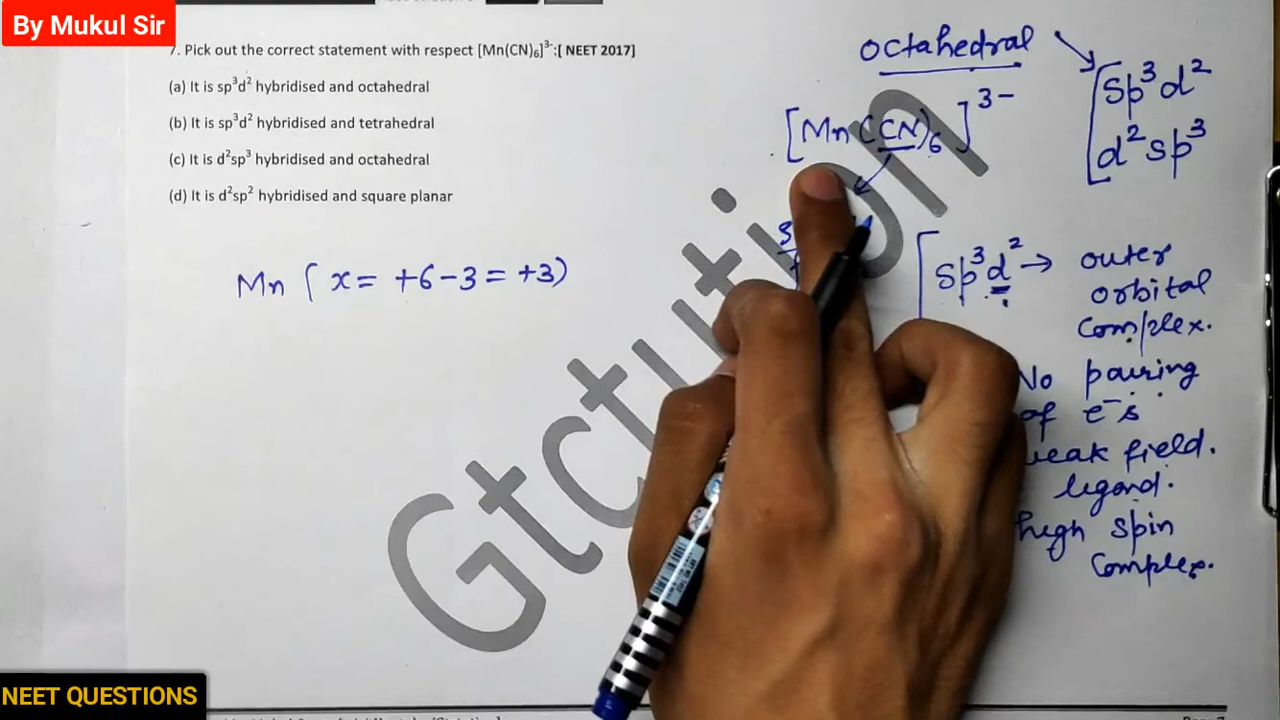 By Mukul Sir
7. Pick out the correct statement with respect [Mn(CN)₆]³⁻:[ NEET 2017]
(a) It is sp³d² hybridised and octahedral
(b) It is sp³d² hybridised and tetrahedral
(c) It is d²sp³ hybridised and octahedral
(d) It is d²sp² hybridised and square planar
Mn ( x = +6-3 = +3)
octahedral
sp³d²
d²sp³
[Mn(CN)₆]³⁻
sp³d² → outer
orbital
complex.
No pairing
of e⁻s
weak field.
ligand.
high spin
complex.
Gtctuition
NEET QUESTIONS